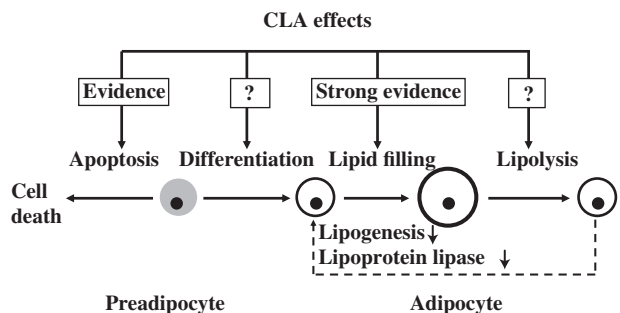 CLA effects
Evidence ? Strong evidence ?
Apoptosis Differentiation Lipid filling Lipolysis
Cell
death
Lipogenesis
Lipoprotein lipase
Preadipocyte Adipocyte